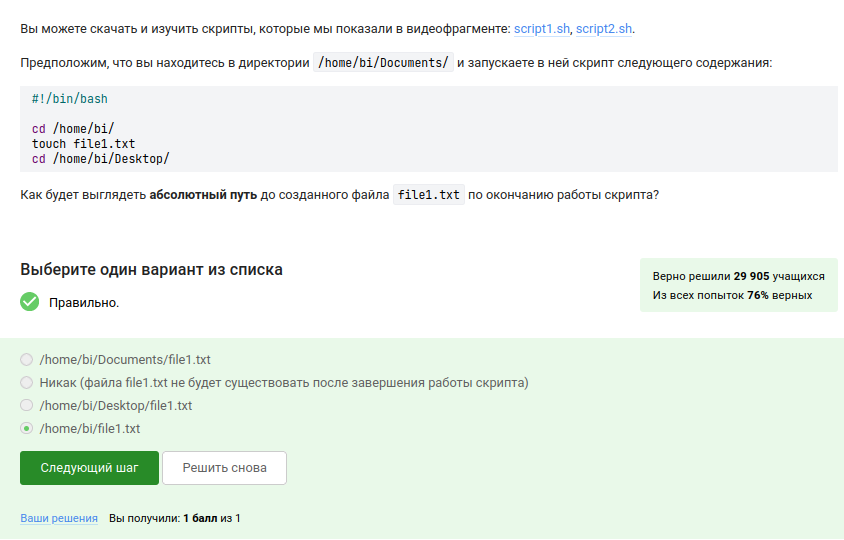 Вы можете скачать и изучить скрипты, которые мы показали в видеофрагменте: script1.sh, script2.sh.
Предположим, что вы находитесь в директории /home/bi/Documents/ и запускаете в ней скрипт следующего содержания:
#!/bin/bash
cd /home/bi/
touch file1.txt
cd /home/bi/Desktop/
Как будет выглядеть абсолютный путь до созданного файла file1.txt по окончанию работы скрипта?
Выберите один вариант из списка
Правильно.
Верно решили 29 905 учащихся
Из всех попыток 76% верных
/home/bi/Documents/file1.txt
Никак (файла file1.txt не будет существовать после завершения работы скрипта)
/home/bi/Desktop/file1.txt
/home/bi/file1.txt
Следующий шаг Решить снова
Ваши решения Вы получили: 1 балл из 1